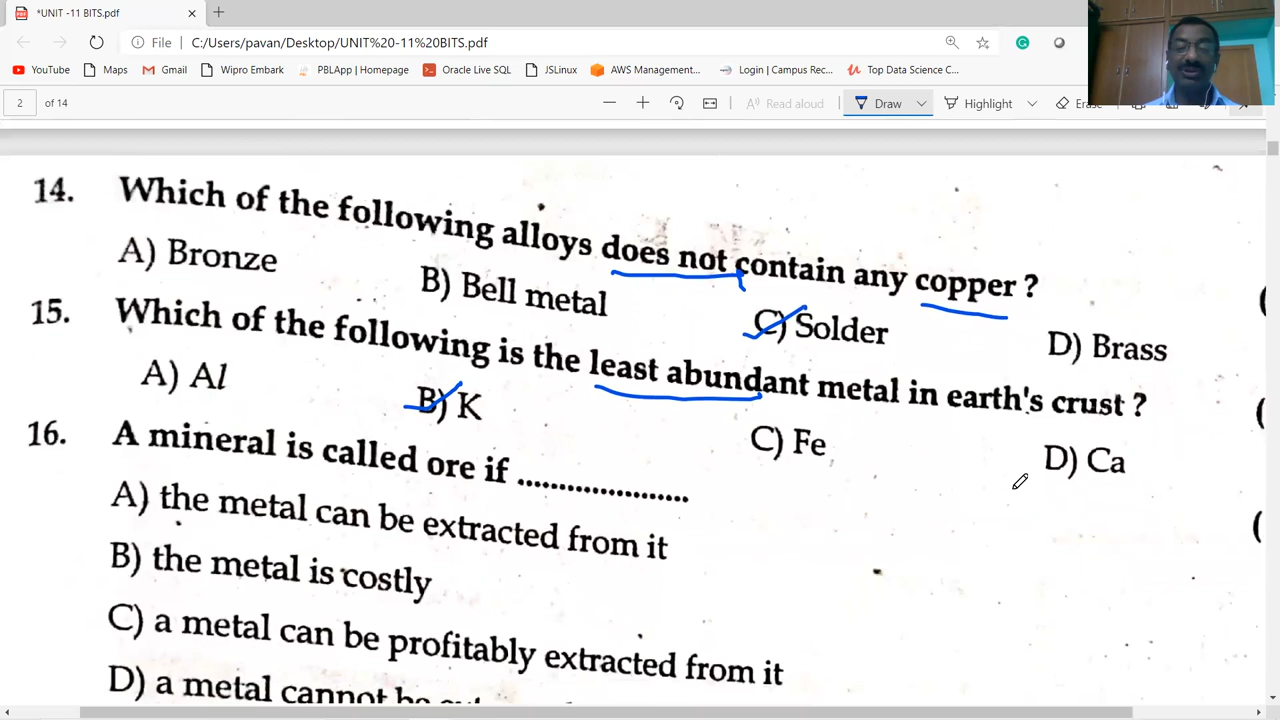 *UNIT -11 BITS.pdf
File C:/Users/pavan/Desktop/UNIT%20-11%20BITS.pdf
YouTube Maps Gmail Wipro Embark PBLApp | Homepage Oracle Live SQL JSLinux AWS Management... Login | Campus Rec... Top Data Science C...
2 of 14 Read aloud Draw Highlight Erase
14. Which of the following alloys does not contain any copper ?
A) Bronze B) Bell metal C) Solder D) Brass
15. Which of the following is the least abundant metal in earth's crust ?
A) Al B) K C) Fe D) Ca
16. A mineral is called ore if .....................
A) the metal can be extracted from it
B) the metal is costly
C) a metal can be profitably extracted from it
D) a metal cannot be